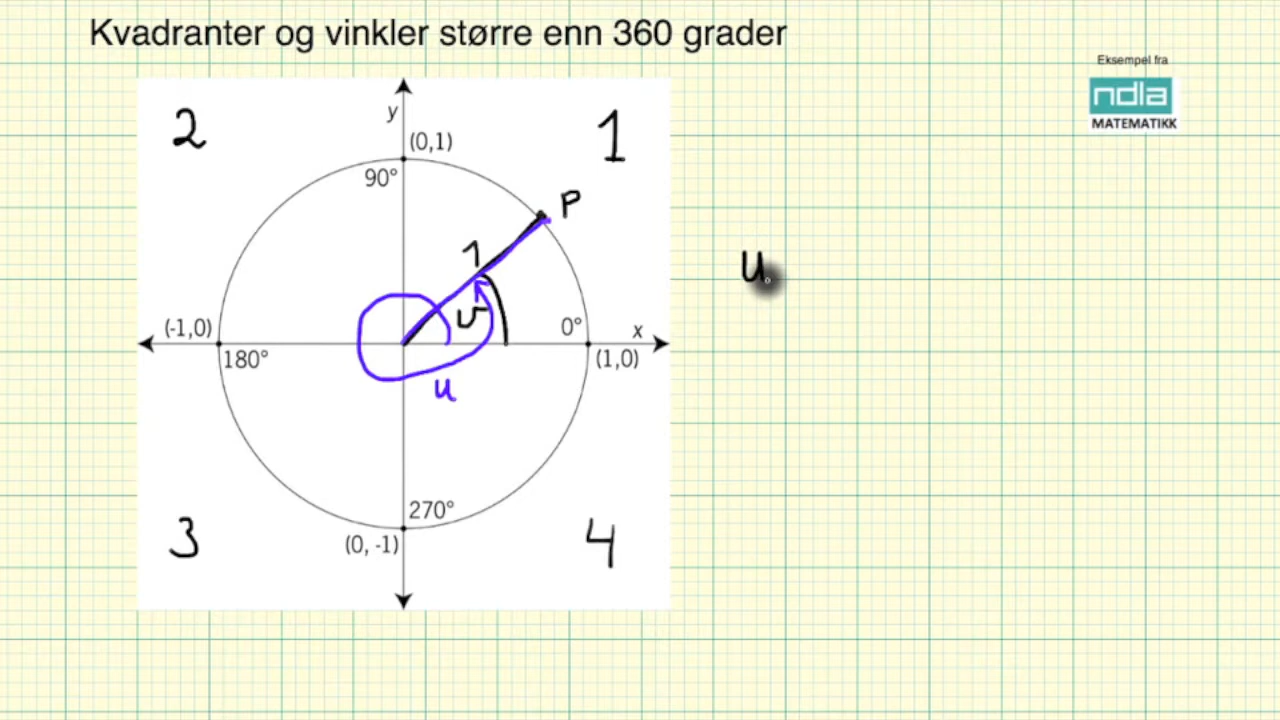 Kvadranter og vinkler større enn 360 grader
Eksempel fra
ndla
MATEMATIKK
2
1
y
(0,1)
90°
P
1
v
u
u
(-1,0)
0°
x
180°
(1,0)
270°
(0, -1)
3
4